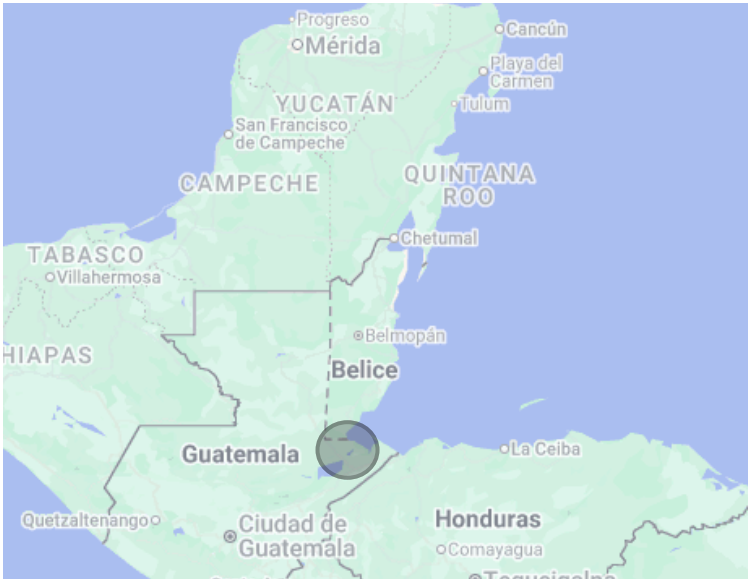 Progreso
Mérida
Cancún
Playa del
Carmen
YUCATÁN
Tulum
San Francisco
de Campeche
CAMPECHE
QUINTANA
ROO
Chetumal
TABASCO
Villahermosa
Belmopán
HIAPAS
Belice
Guatemala
La Ceiba
Quetzaltenango
Ciudad de
Guatemala
Honduras
Comayagua
Tegucigalpa